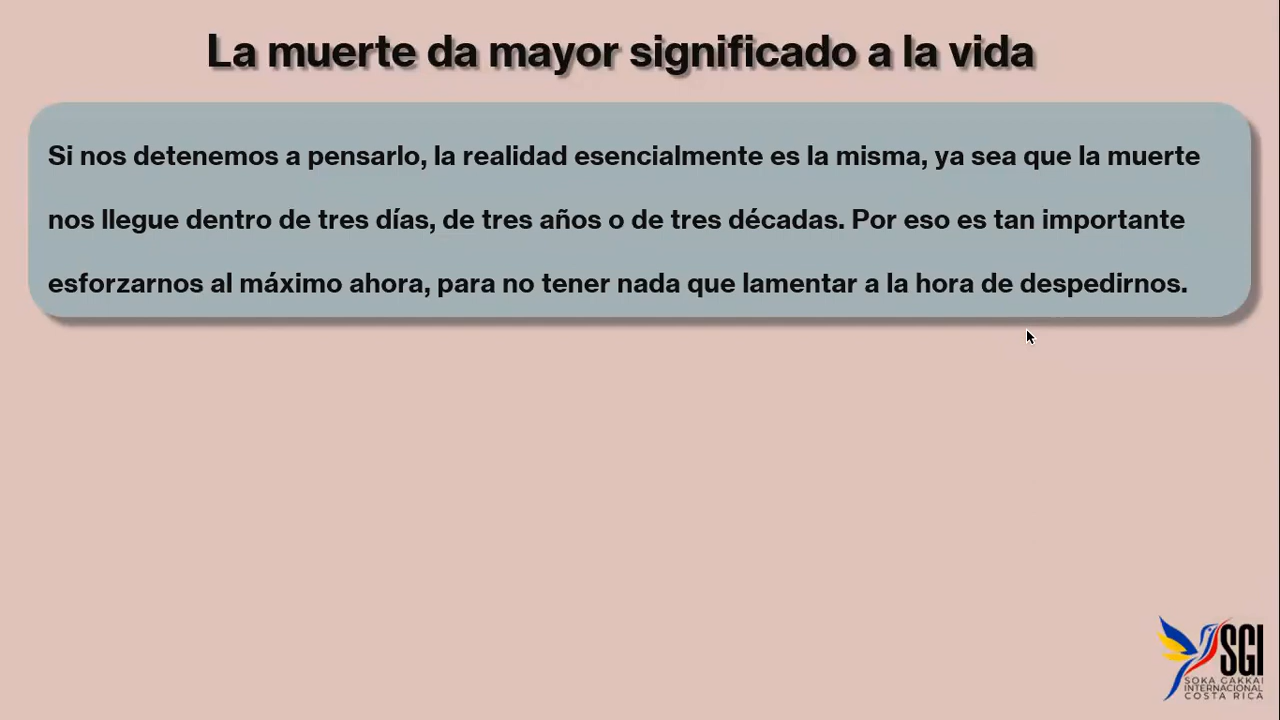 La muerte da mayor significado a la vida
Si nos detenemos a pensarlo, la realidad esencialmente es la misma, ya sea que la muerte
nos llegue dentro de tres días, de tres años o de tres décadas. Por eso es tan importante
esforzarnos al máximo ahora, para no tener nada que lamentar a la hora de despedirnos.
SGI
SOKA GAKKAI
INTERNACIONAL
COSTA RICA